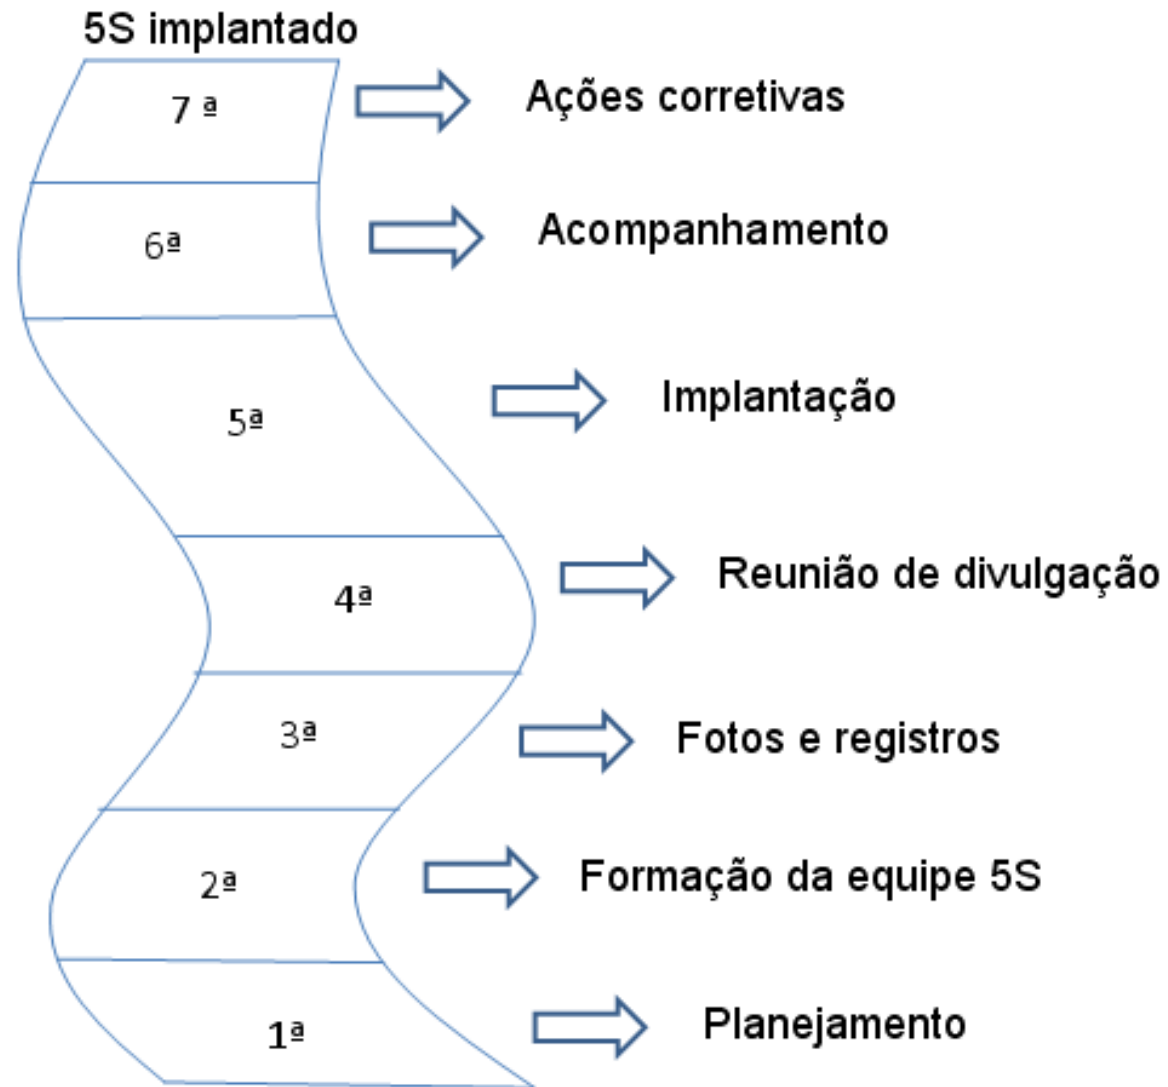 5S implantado
7 ª
Ações corretivas
6ª
Acompanhamento
5ª
Implantação
4ª
Reunião de divulgação
3ª
Fotos e registros
2ª
Formação da equipe 5S
1ª
Planejamento